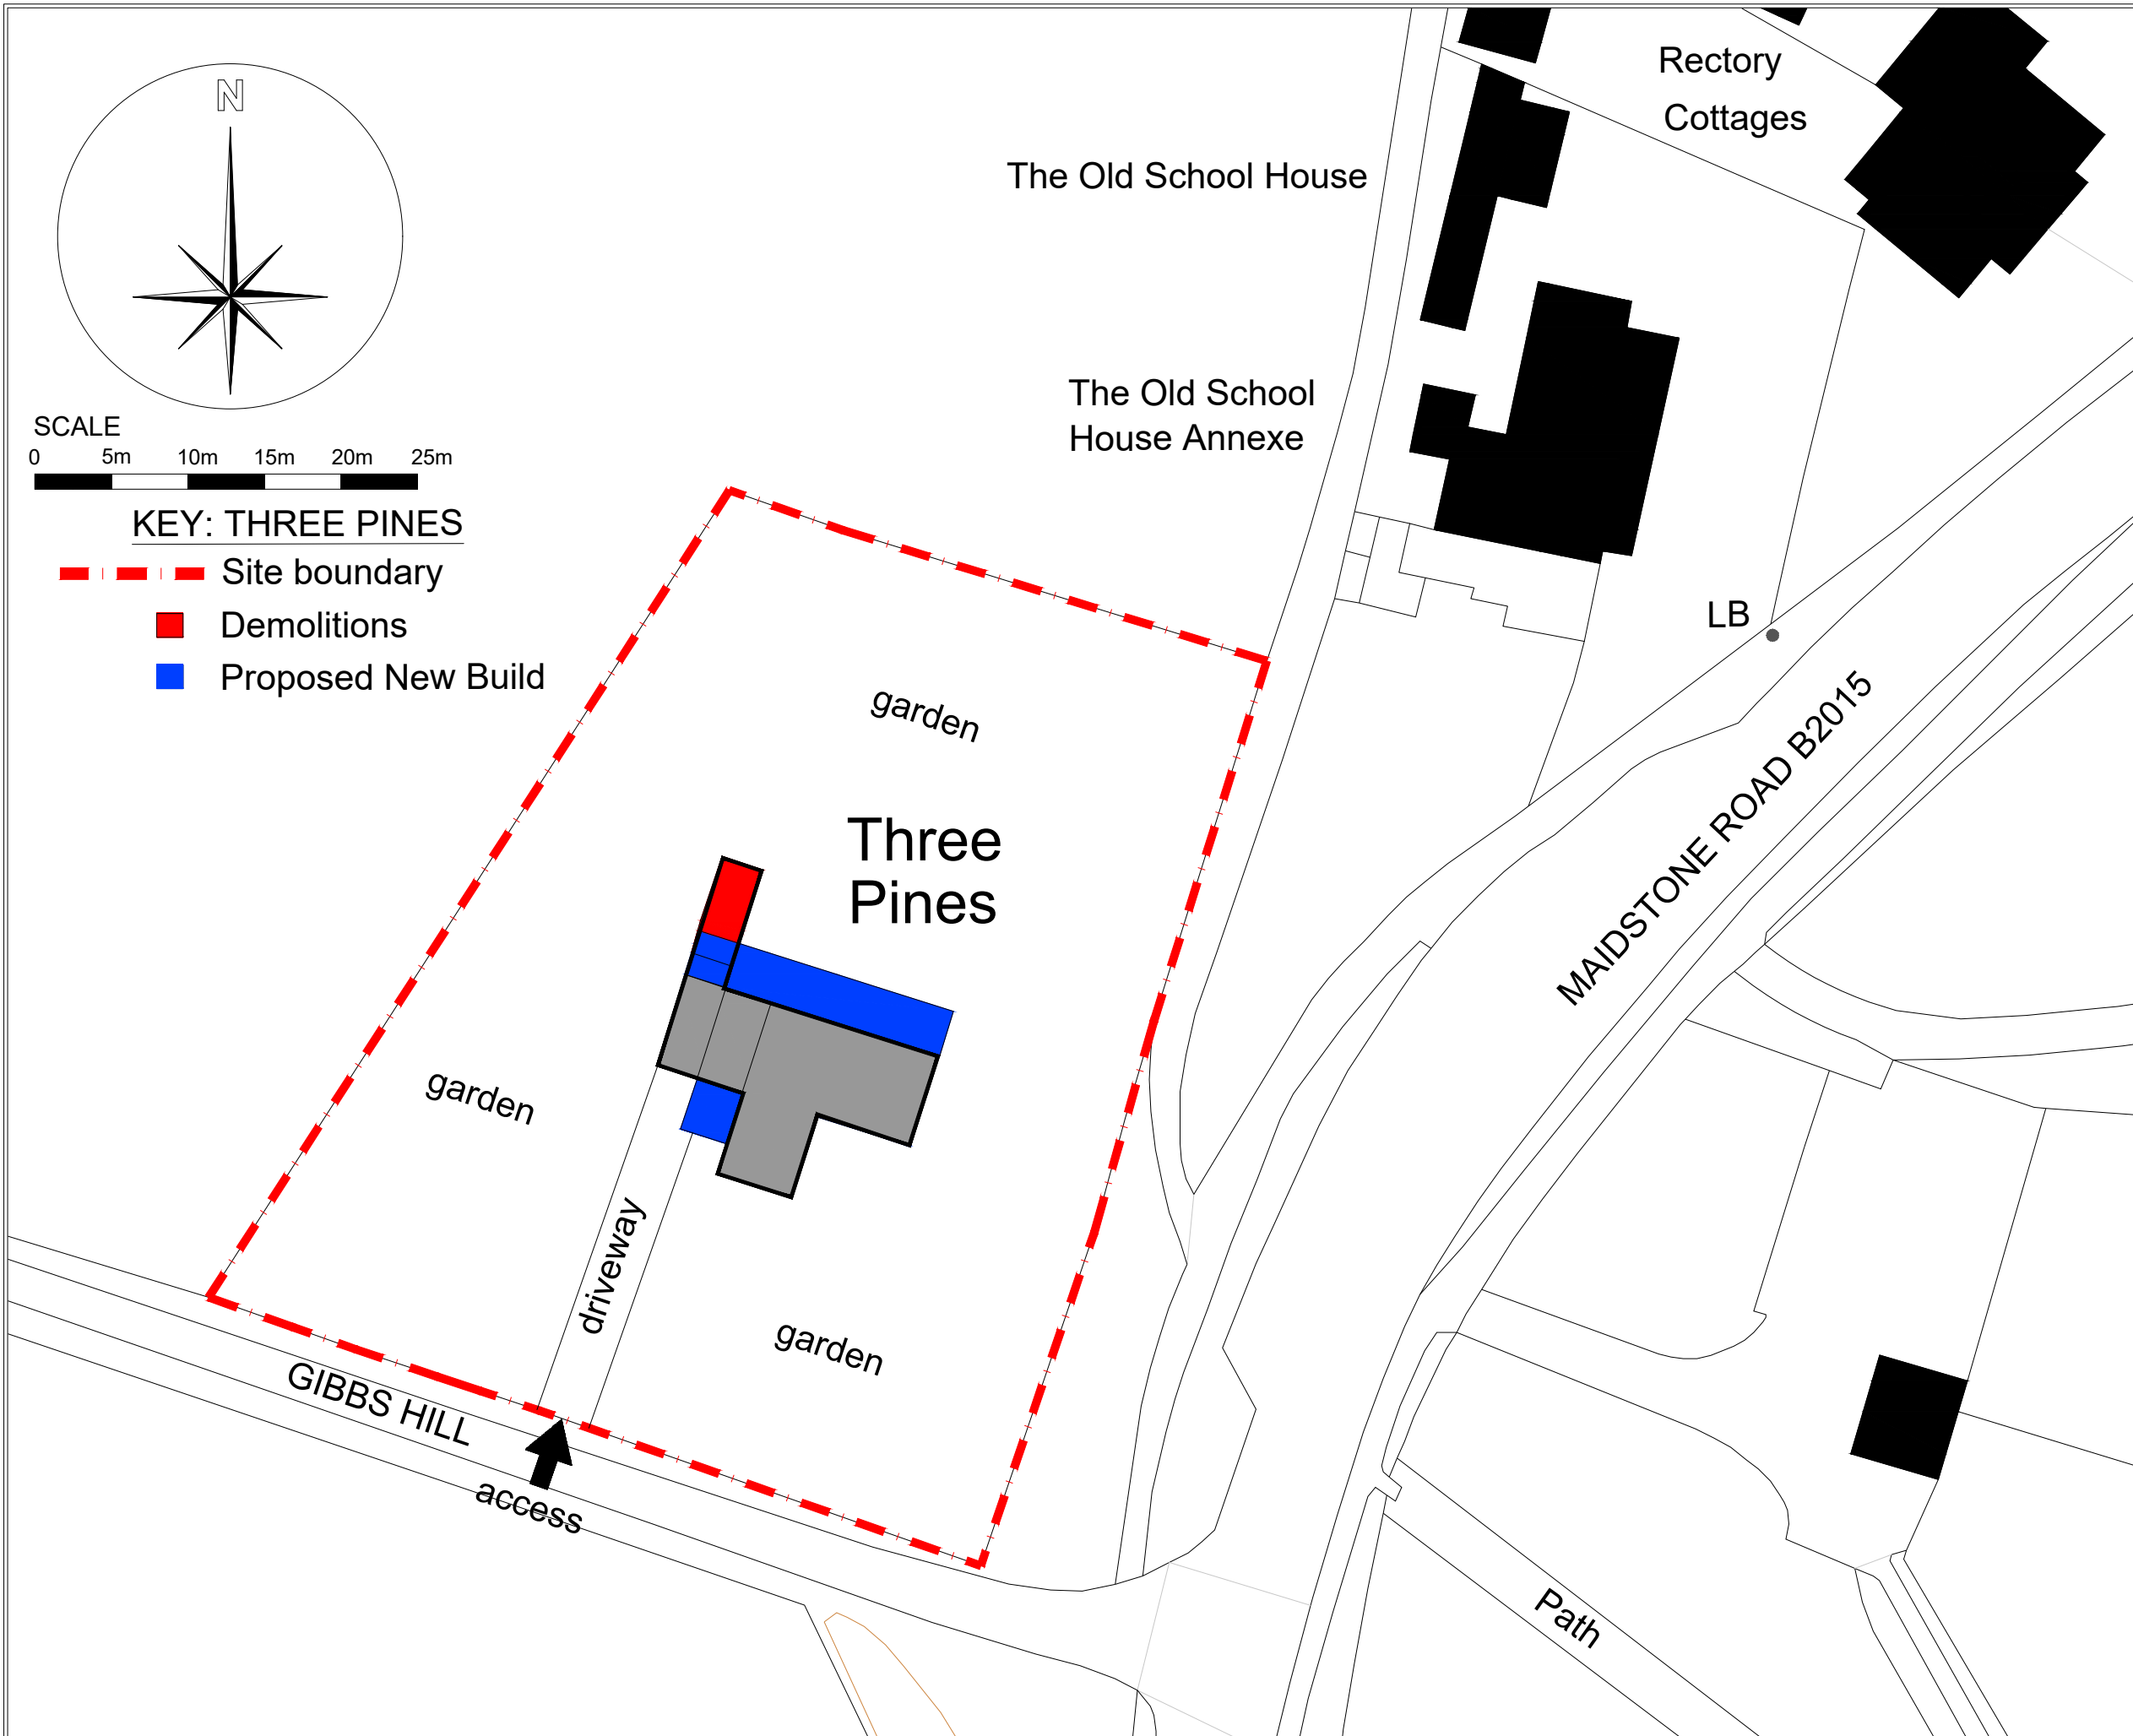 N
SCALE
0 5m 10m 15m 20m 25m
KEY: THREE PINES
Site boundary
Demolitions
Proposed New Build
Rectory
Cottages
The Old School House
The Old School
House Annexe
LB
MAIDSTONE ROAD B2015
garden
Three
Pines
garden
driveway
garden
GIBBS HILL
access
Path